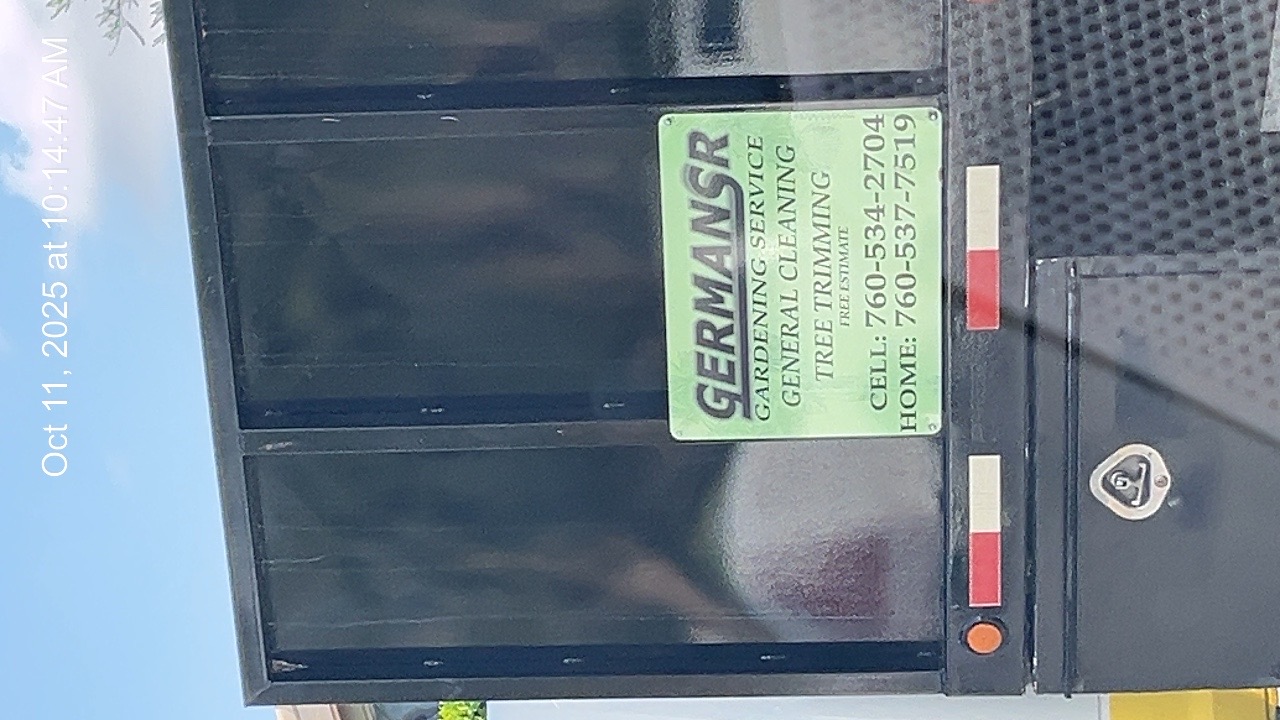 Oct 11, 2025 at 10:14:47 AM
GERMANSR
GARDENING SERVICE
GENERAL CLEANING
TREE TRIMMING
FREE ESTIMATE
CELL: 760-534-2704
HOME: 760-537-7519